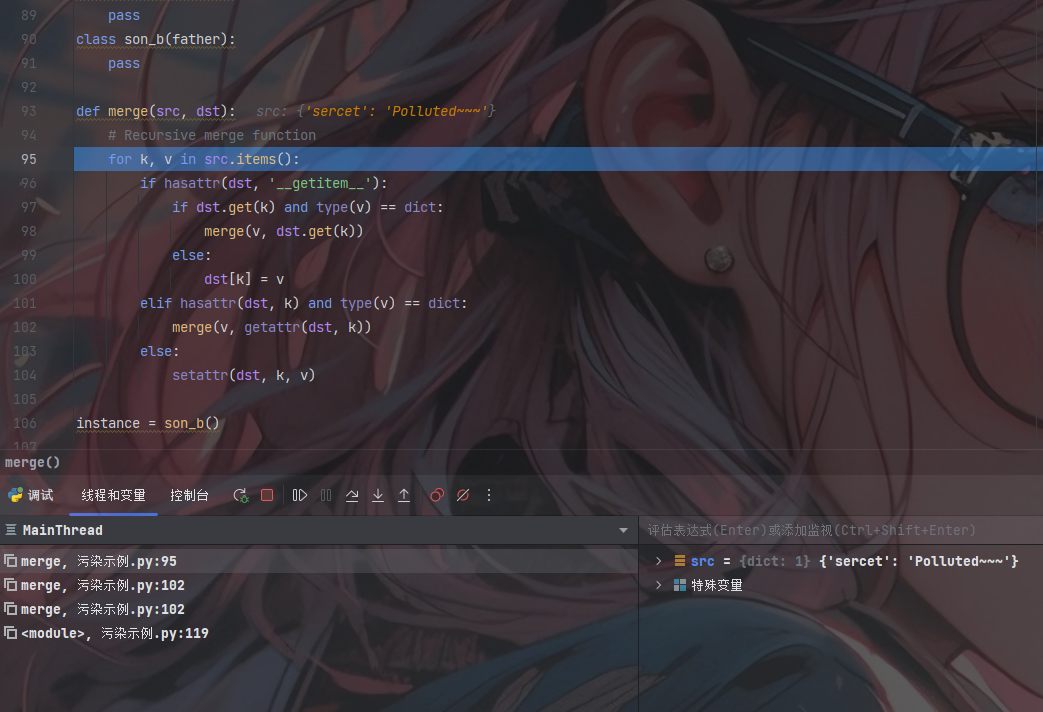 89 pass
90 class son_b(father):
91 pass
92
93 def merge(src, dst): src: {'sercet': 'Polluted~~~'}
94 # Recursive merge function
95 for k, v in src.items():
96 if hasattr(dst, '__getitem__'):
97 if dst.get(k) and type(v) == dict:
98 merge(v, dst.get(k))
99 else:
100 dst[k] = v
101 elif hasattr(dst, k) and type(v) == dict:
102 merge(v, getattr(dst, k))
103 else:
104 setattr(dst, k, v)
105
106 instance = son_b()
107
merge()
调试 线程和变量 控制台
MainThread
评估表达式(Enter)或添加监视(Ctrl+Shift+Enter)
merge, 污染示例.py:95
src = {dict: 1} {'sercet': 'Polluted~~~'}
merge, 污染示例.py:102
特殊变量
merge, 污染示例.py:102
<module>, 污染示例.py:119